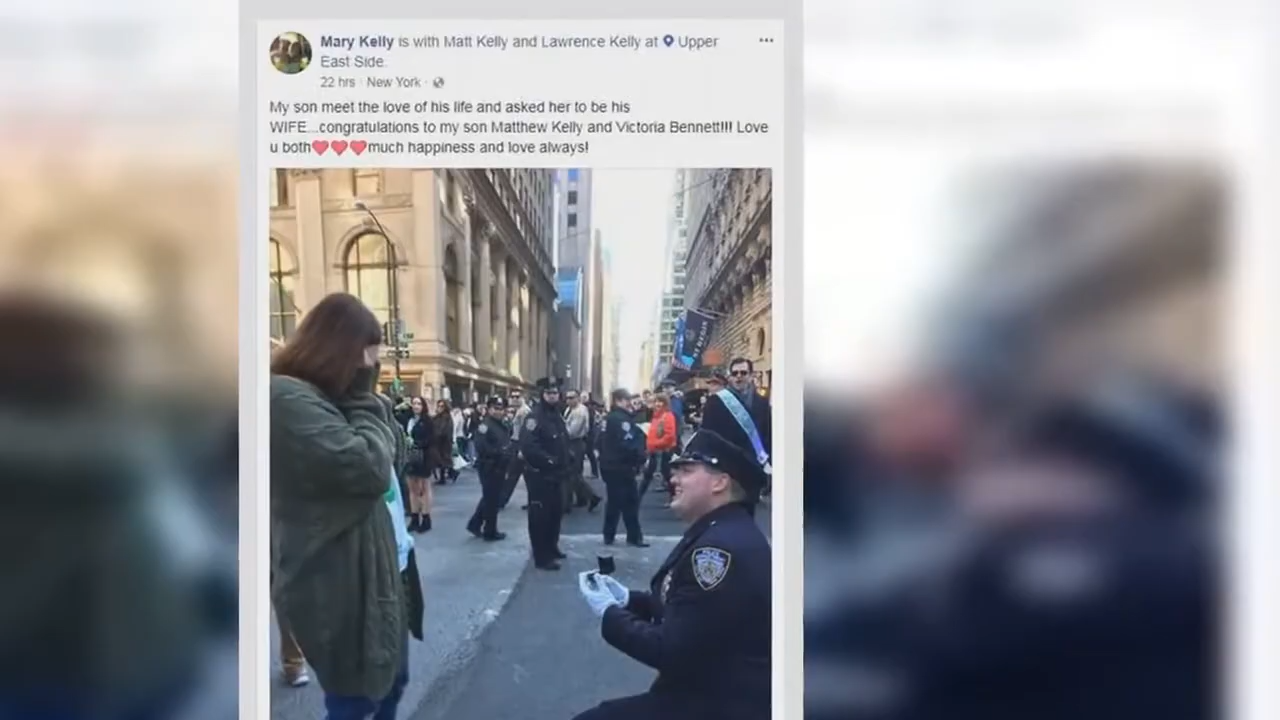 Mary Kelly is with Matt Kelly and Lawrence Kelly at Upper
East Side.
22 hrs · New York ·
My son meet the love of his life and asked her to be his
WIFE...congratulations to my son Matthew Kelly and Victoria Bennett!!! Love
u both❤❤❤much happiness and love always!